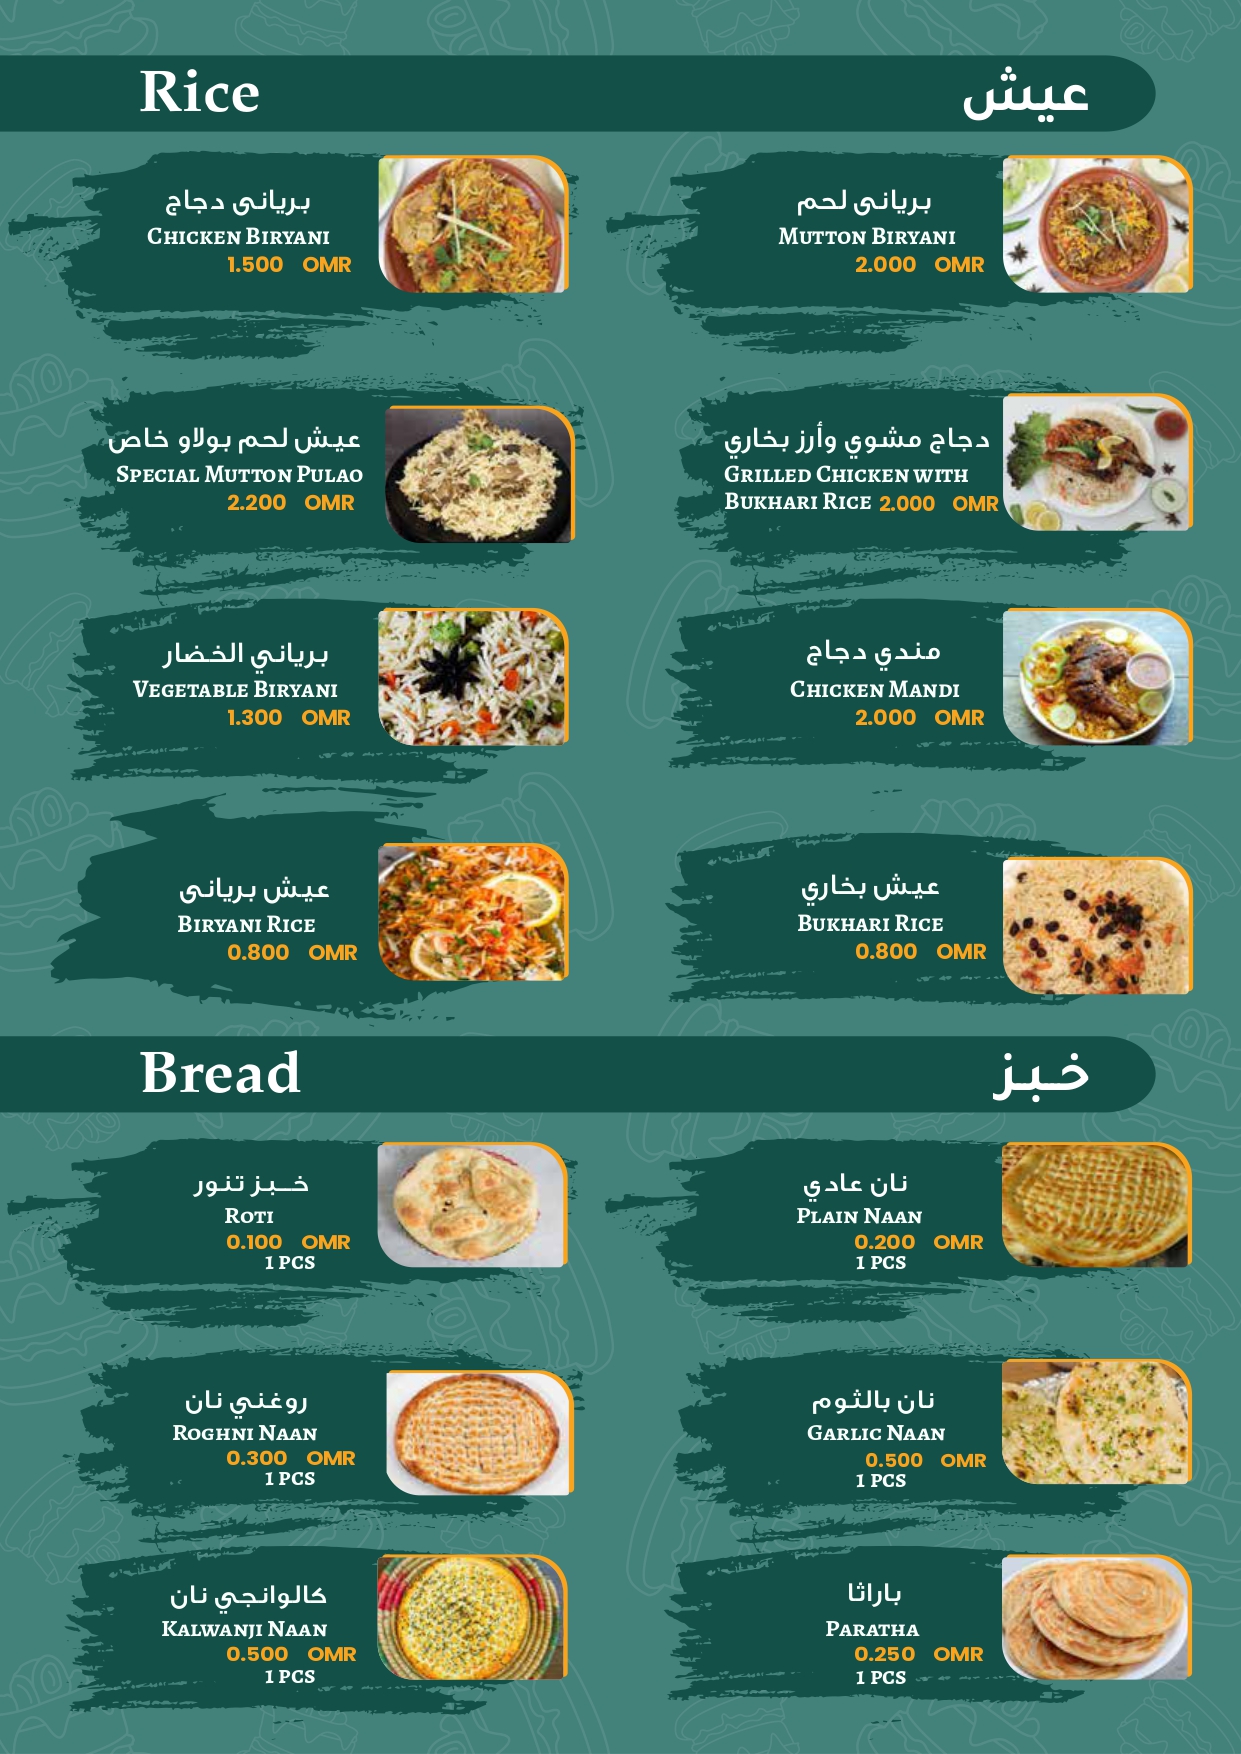 Rice
عيش
بريانى دجاج
Chicken Biryani
1.500 OMR
بريانى لحم
Mutton Biryani
2.000 OMR
عيش لحم بولاو خاص
Special Mutton Pulao
2.200 OMR
دجاج مشوي وأرز بخاري
Grilled Chicken with
Bukhari Rice 2.000 OMR
برياني الخضار
Vegetable Biryani
1.300 OMR
مندي دجاج
Chicken Mandi
2.000 OMR
عيش بريانى
Biryani Rice
0.800 OMR
عيش بخاري
Bukhari Rice
0.800 OMR
Bread
خـبـز
خــبـز تنور
Roti
0.100 OMR
1 PCS
نان عادي
Plain Naan
0.200 OMR
1 PCS
روغني نان
Roghni Naan
0.300 OMR
1 PCS
نان بالثوم
Garlic Naan
0.500 OMR
1 PCS
كالوانجي نان
Kalwanji Naan
0.500 OMR
1 PCS
باراثا
Paratha
0.250 OMR
1 PCS